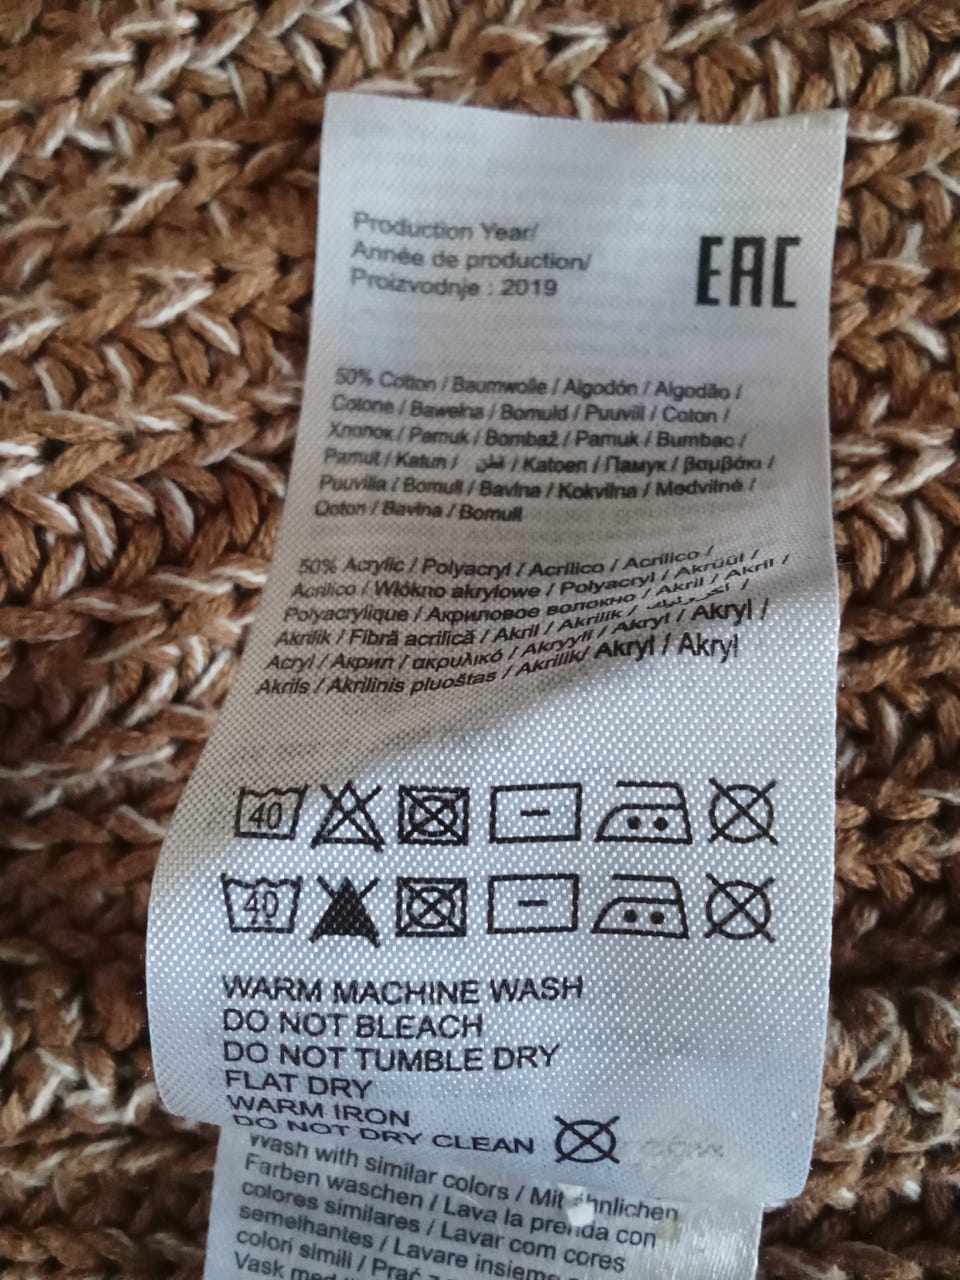 Production Year/
Année de production/
Proizvodnje : 2019
EAC
50% Cotton / Baumwolle / Algodón / Algodão /
Cotone / Bawełna / Bomuld / Puuvill / Coton /
Хлопок / Pamuk / Bombaž / Pamuk / Bumbac /
Pamut / Katun / قطن / Katoen / Памук / βαμβάκι /
Puuvilla / Bomull / Bavlna / Kokvilna / Medvilnė /
Qoton / Bavlna / Bomull
50% Acrylic / Polyacryl / Acrílico / Acrílico /
Acrilico / Włókno akrylowe / Polyacryl / Akrüül /
Polyacrylique / Акриловое волокно / Akril / Akril /
Akrilik / Fibră acrilică / Akril / Akrilik / أكريليك /
Acryl / Акрил / ακρυλικό / Akryyli / Akryl / Akryl /
Akrils / Akrilinis pluoštas / Akrilik/ Akryl / Akryl
40
40
WARM MACHINE WASH
DO NOT BLEACH
DO NOT TUMBLE DRY
FLAT DRY
WARM IRON
DO NOT DRY CLEAN
Wash with similar colors / Mit ähnlichen
Farben waschen / Lava la prenda con
colores similares / Lavar com cores
semelhantes / Lavare insieme
colori simili / Prać z
Vask med